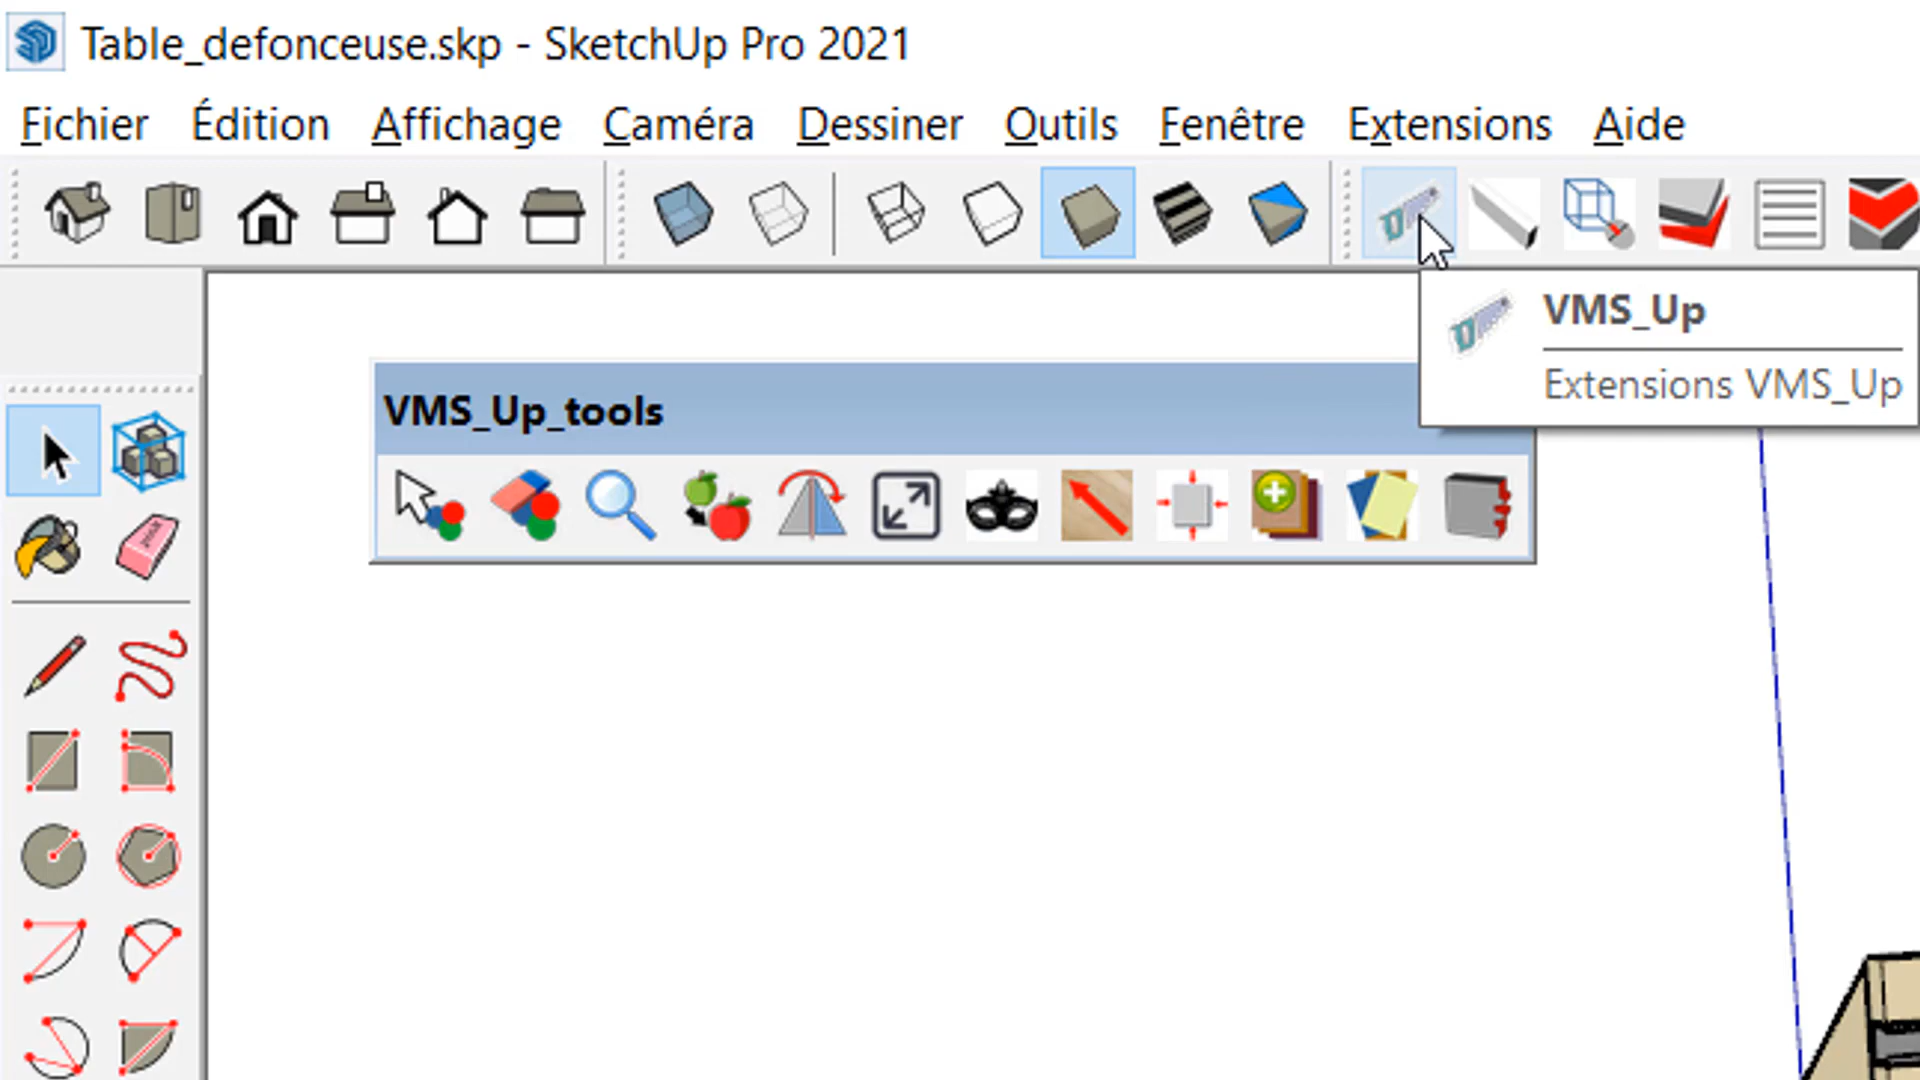 Table_defonceuse.skp - SketchUp Pro 2021
Fichier Édition Affichage Caméra Dessiner Outils Fenêtre Extensions Aide
VMS_Up
Extensions VMS_Up
VMS_Up_tools